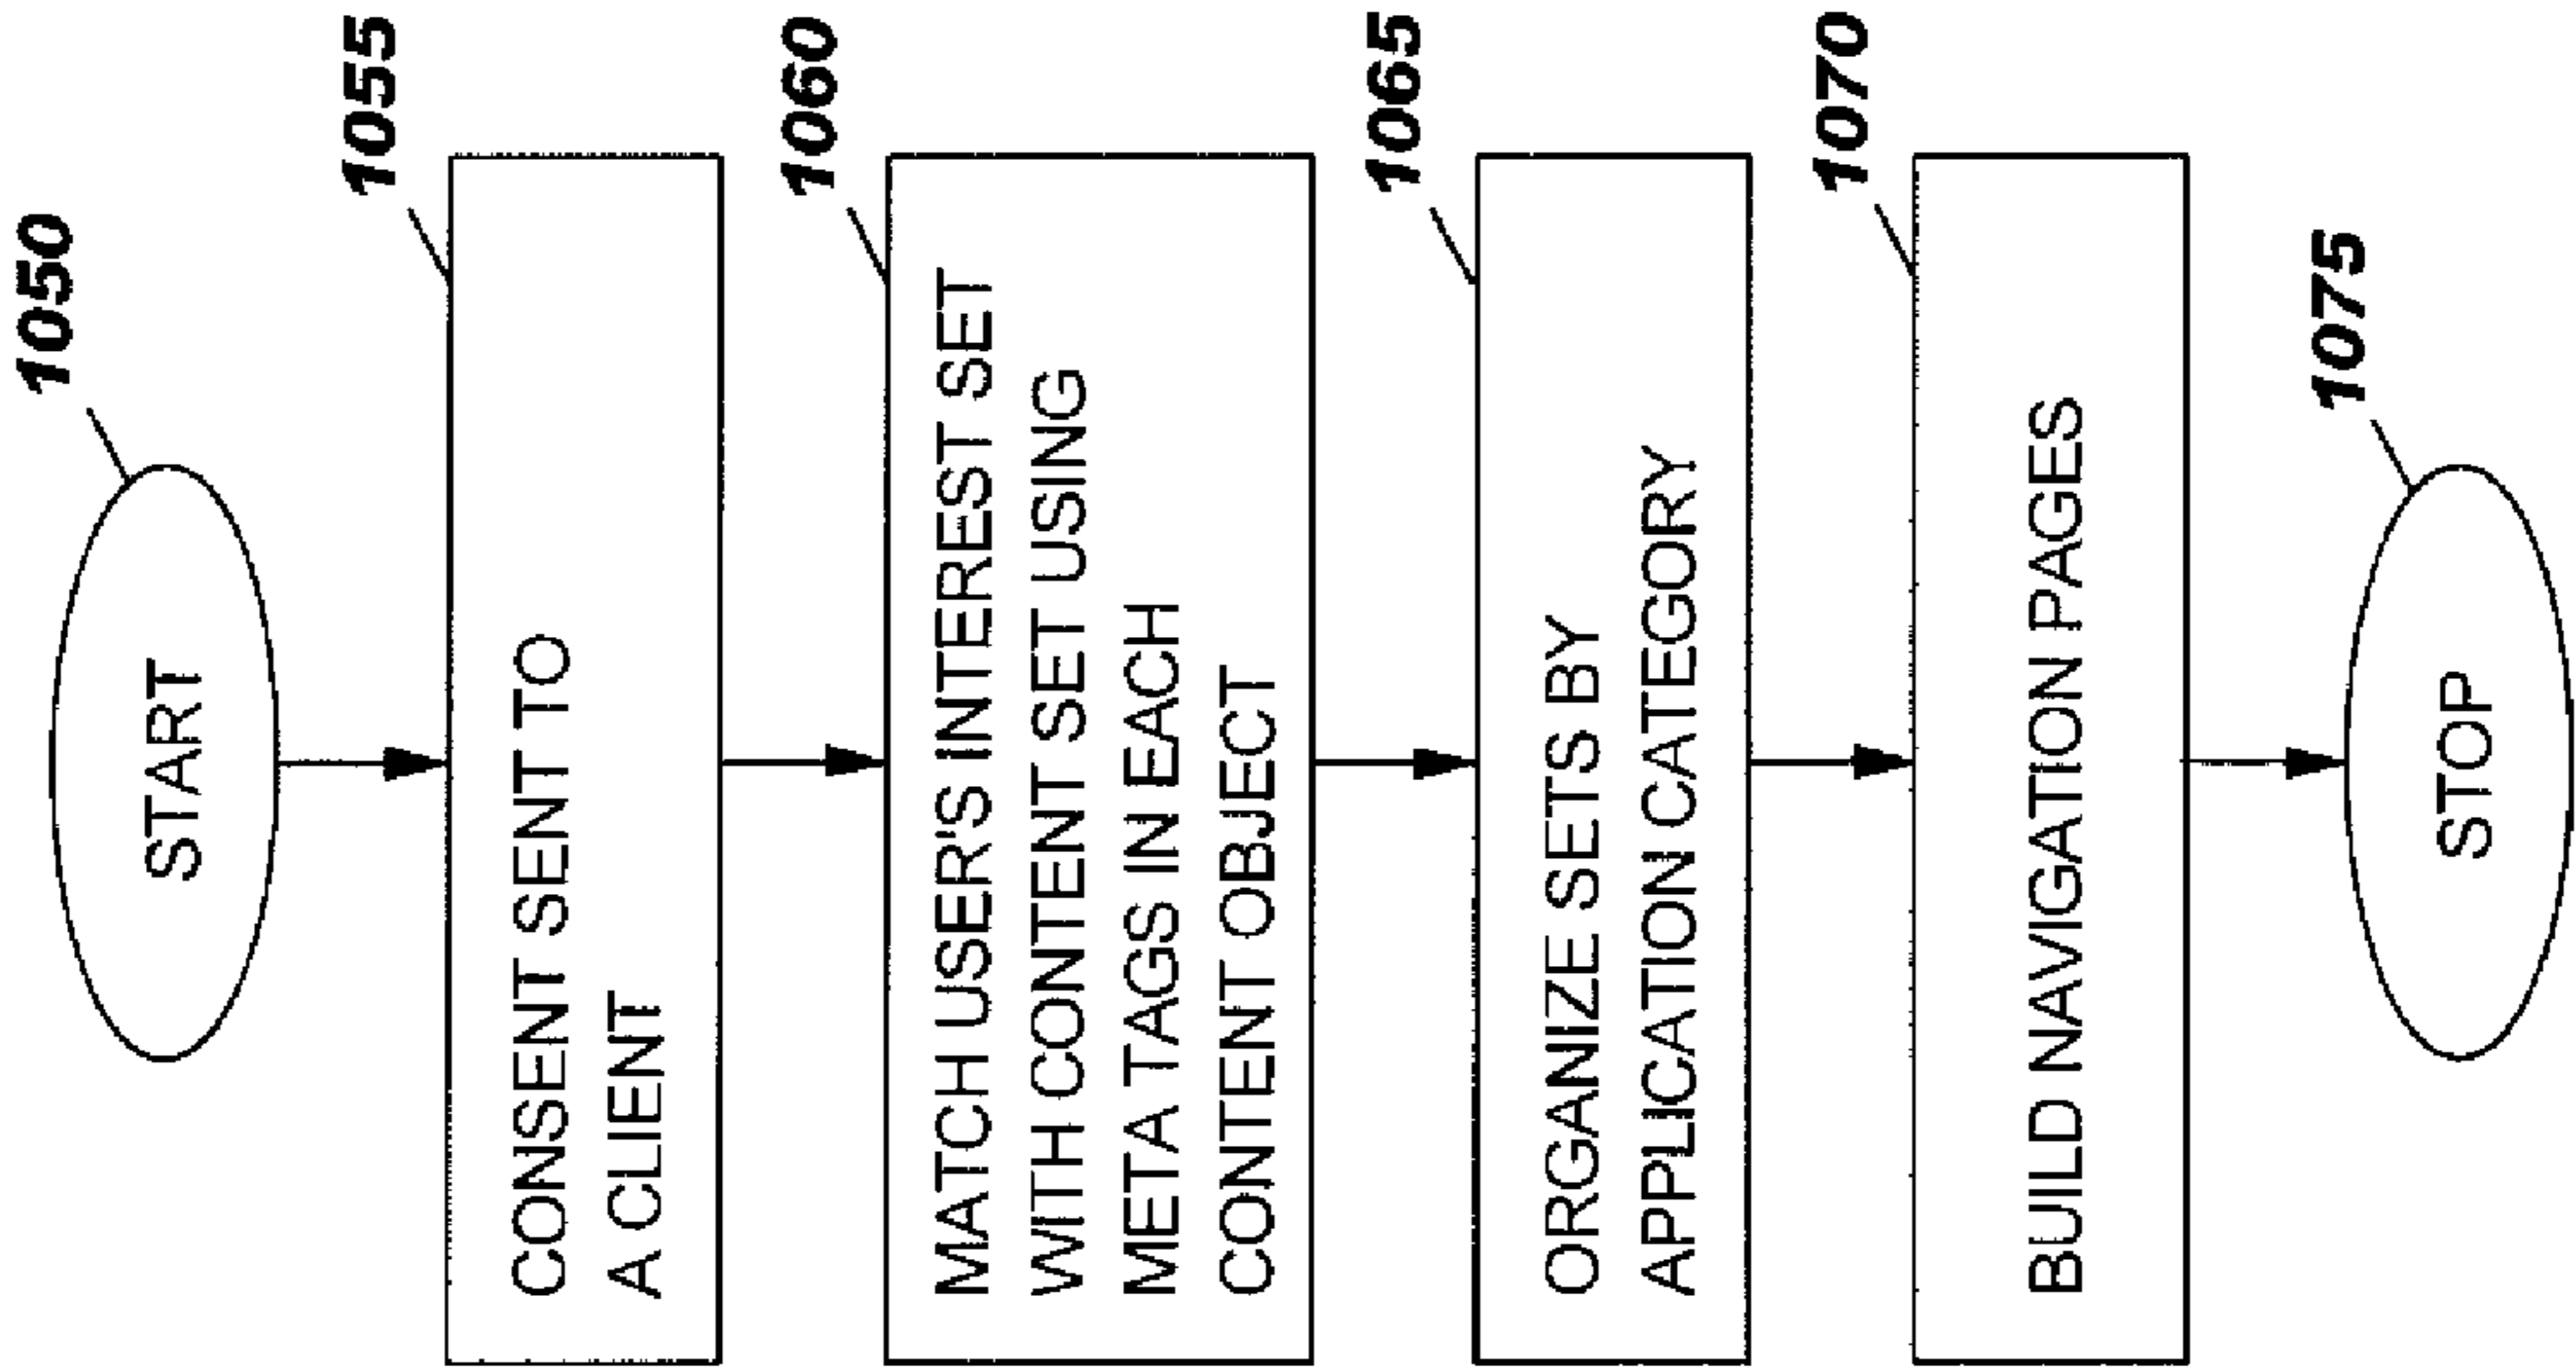 1050
START
1055
CONSENT SENT TO
A CLIENT
1060
MATCH USER'S INTEREST SET
WITH CONTENT SET USING
META TAGS IN EACH
CONTENT OBJECT
1065
ORGANIZE SETS BY
APPLICATION CATEGORY
1070
BUILD NAVIGATION PAGES
1075
STOP